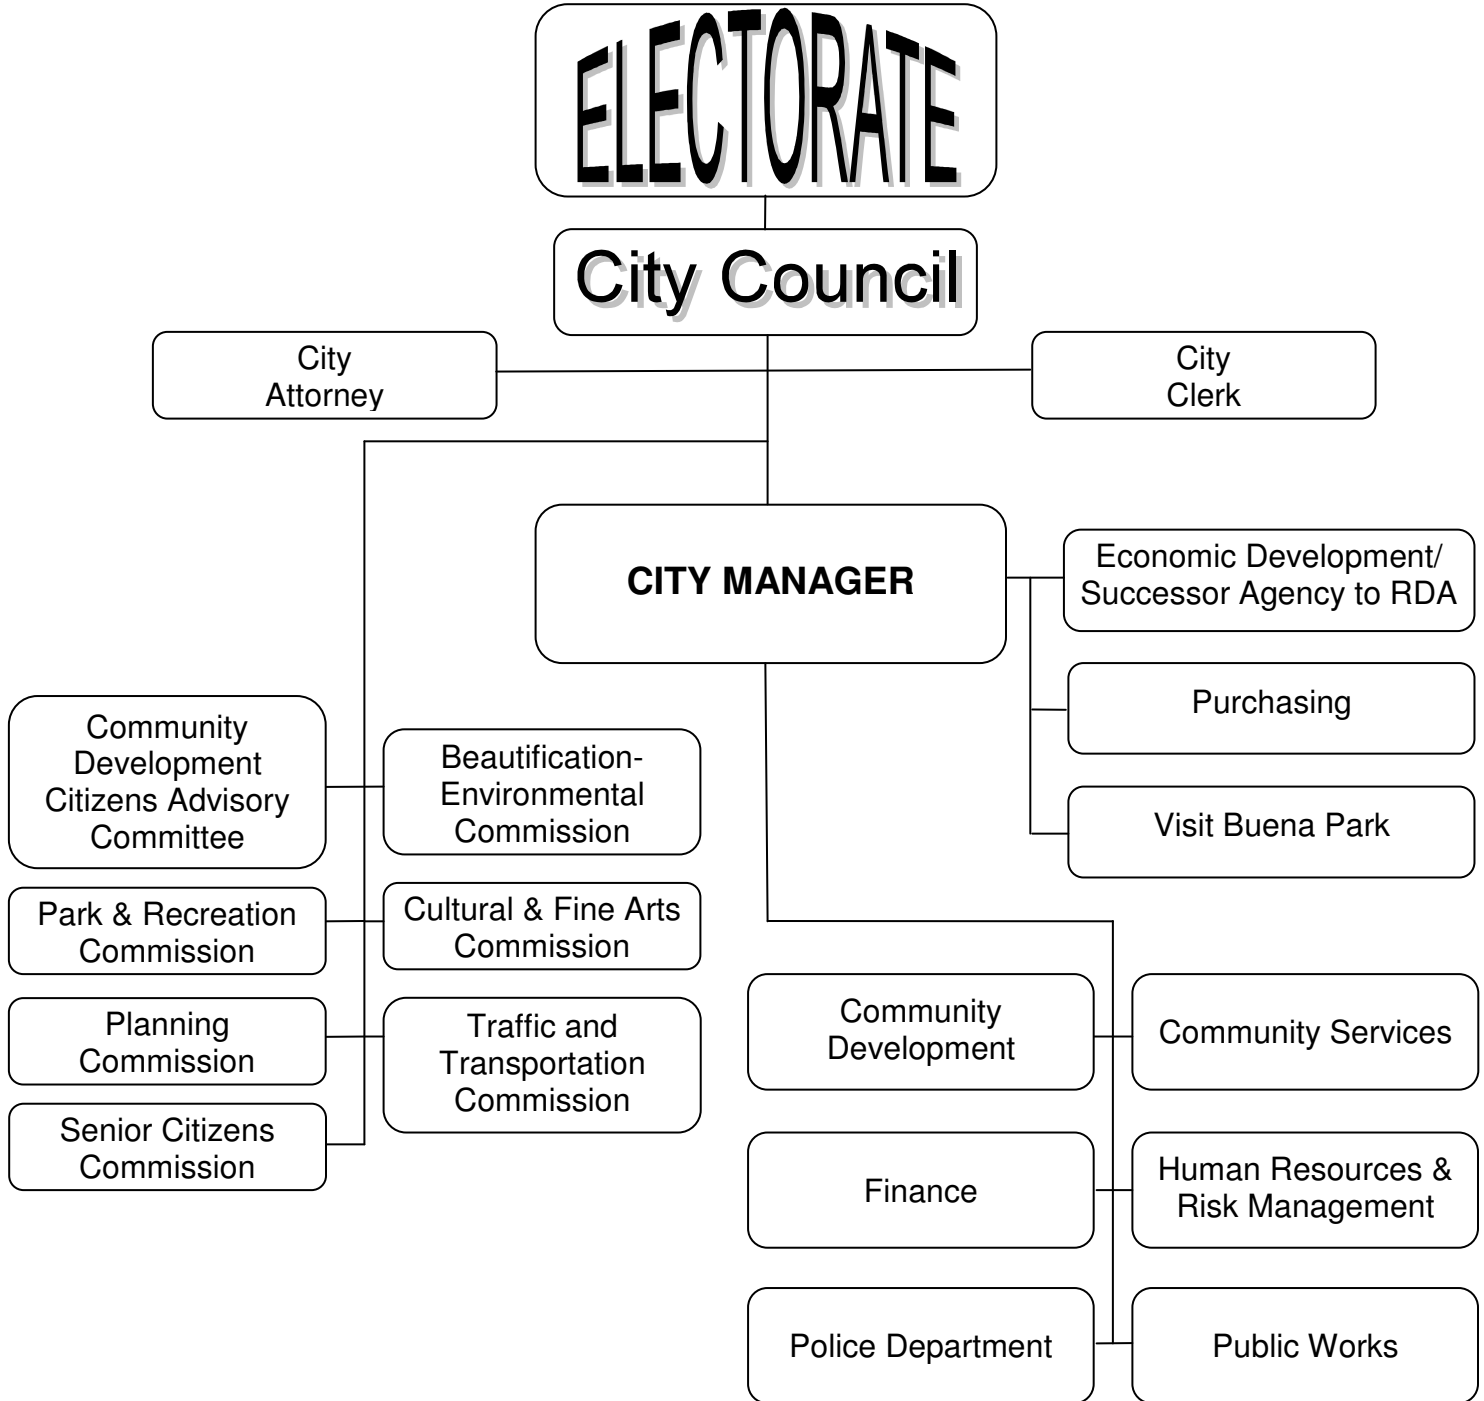 ELECTORATE
City Council
City
Attorney
City
Clerk
CITY MANAGER
Economic Development/
Successor Agency to RDA
Purchasing
Visit Buena Park
Community
Development
Citizens Advisory
Committee
Beautification-
Environmental
Commission
Park & Recreation
Commission
Cultural & Fine Arts
Commission
Planning
Commission
Traffic and
Transportation
Commission
Senior Citizens
Commission
Community
Development
Community Services
Finance
Human Resources &
Risk Management
Police Department
Public Works